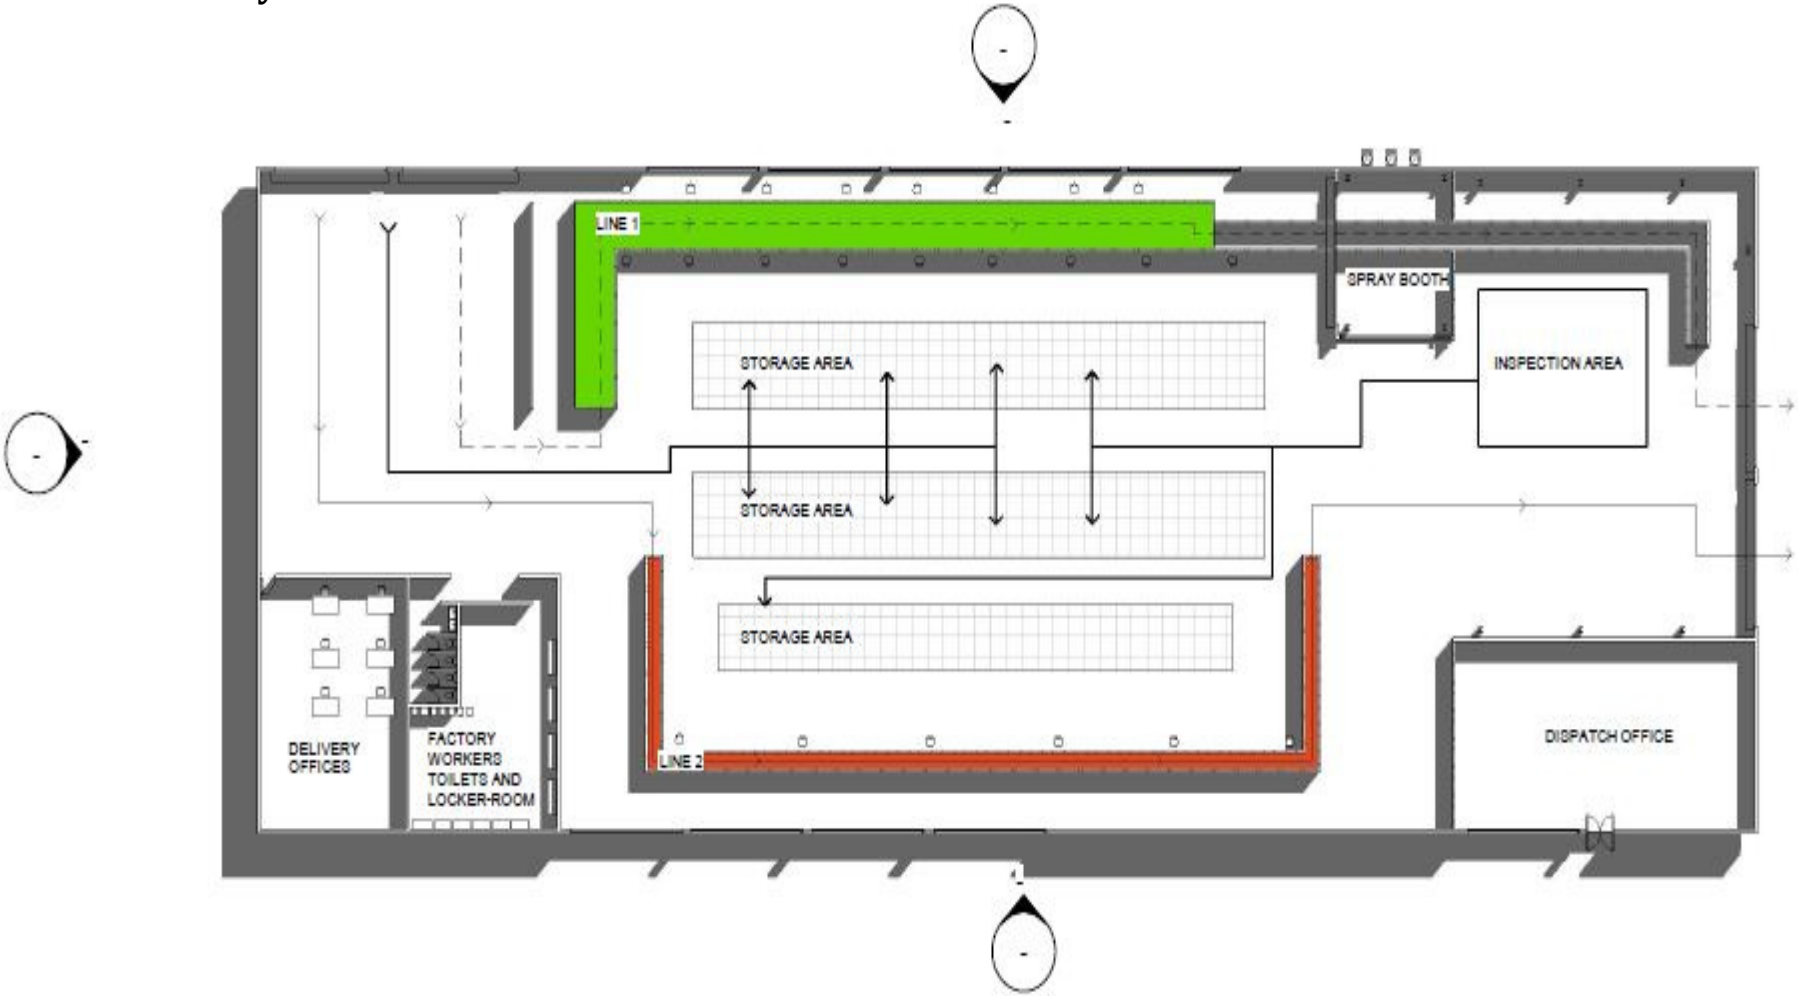 LINE 1
SPRAY BOOTH
STORAGE AREA
INSPECTION AREA
STORAGE AREA
STORAGE AREA
LINE 2
DELIVERY
OFFICES
FACTORY
WORKERS
TOILETS AND
LOCKER-ROOM
DISPATCH OFFICE